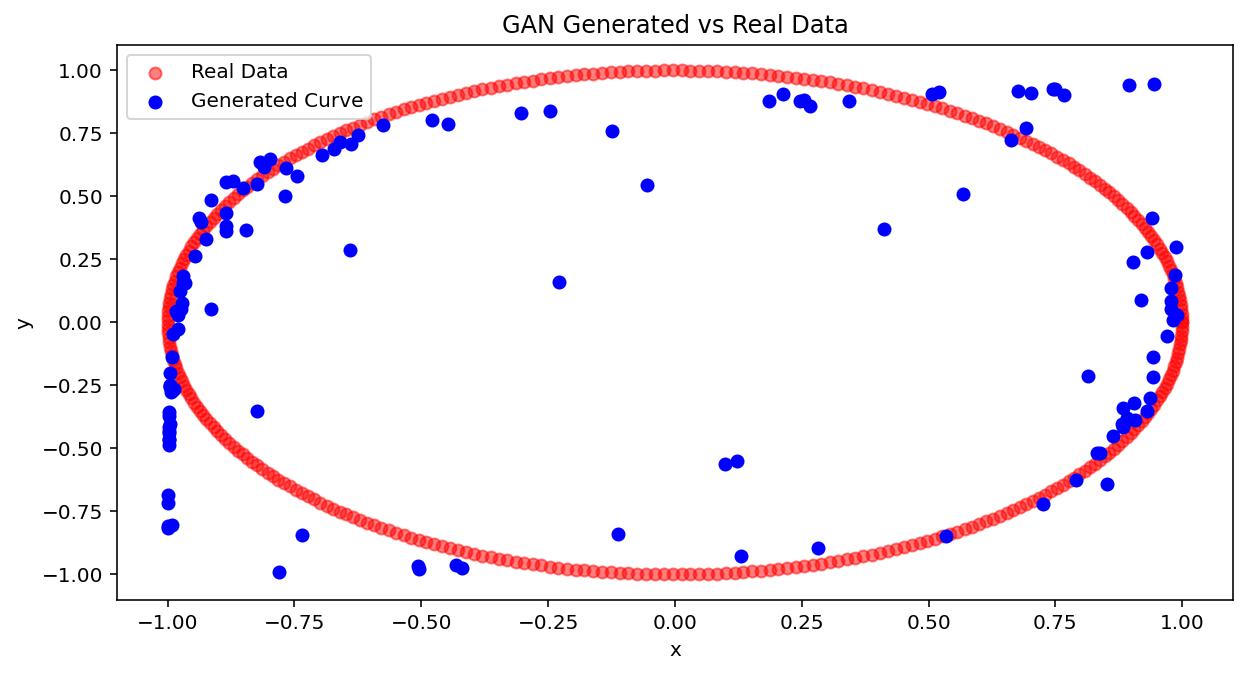 GAN Generated vs Real Data
Real Data
Generated Curve
1.00
0.75
0.50
0.25
0.00
−0.25
−0.50
−0.75
−1.00
y
−1.00 −0.75 −0.50 −0.25 0.00 0.25 0.50 0.75 1.00
x